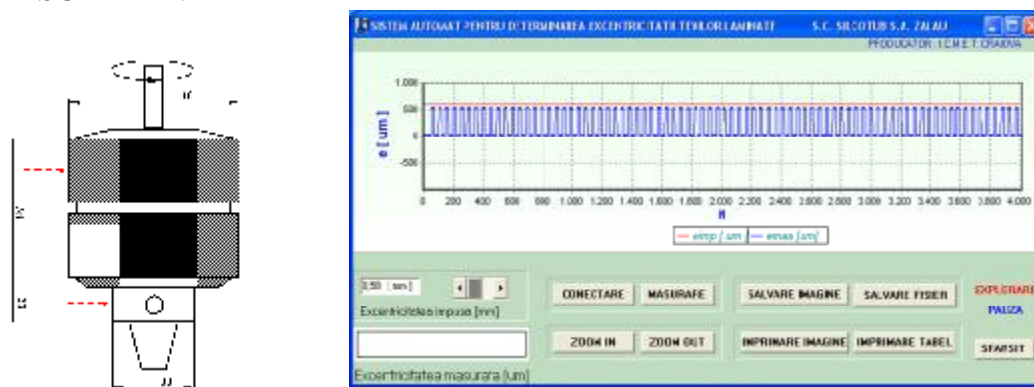 SISTEM AUTOMAT PENTRU DETERMINAREA EXCENTRICITATII TEVILOR LAMINATE S.C. SILCOTUB S.A. ZALAU
PRODUCATOR: I.C.M.E.T. CRAIOVA
1.000
500
0
-500
e [um]
0 200 400 600 800 1.000 1.200 1.400 1.600 1.800 2.000 2.200 2.400 2.600 2.800 3.000 3.200 3.400 3.600 3.800 4.000
N
emp [um] emas [um]
0,50 [mm]
Excentricitatea impusa [mm]
CONECTARE MASURARE SALVARE IMAGINE SALVARE FISIER
EXPLORARE
PAUZA
ZOOM IN ZOOM OUT IMPRIMARE IMAGINE IMPRIMARE TABEL
SFARSIT
Excentricitatea masurata [um]